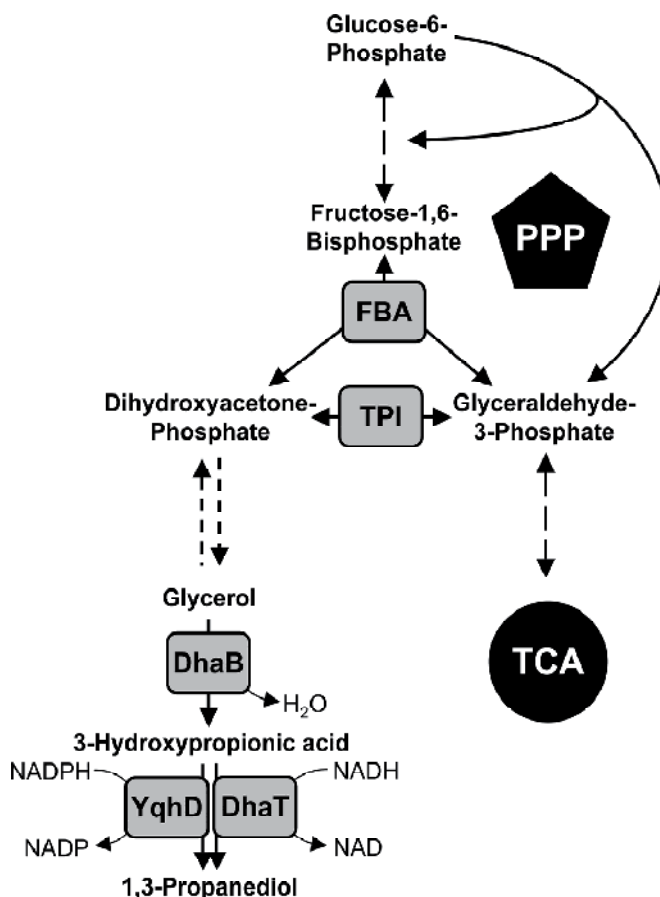 Glucose-6-
Phosphate
Fructose-1,6-
Bisphosphate
PPP
FBA
Dihydroxyacetone-
Phosphate
TPI
Glyceraldehyde-
3-Phosphate
Glycerol
DhaB
H₂O
TCA
3-Hydroxypropionic acid
NADPH
NADH
YqhD
DhaT
NADP
NAD
1,3-Propanediol